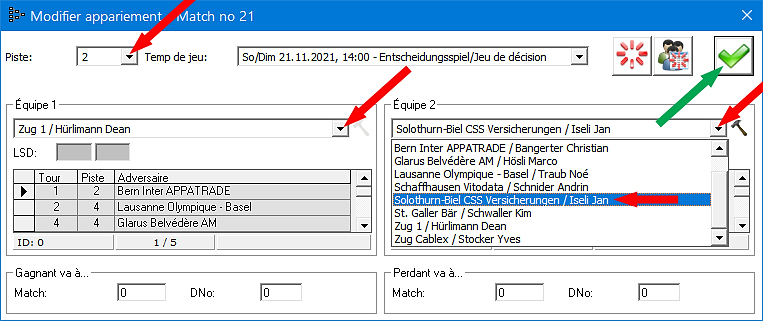 Modifier appariement - Match no 21
Piste: 2 Temp de jeu: So/Dim 21.11.2021, 14:00 - Entscheidungsspiel/Jeu de décision
Équipe 1
Zug 1 / Hürlimann Dean
LSD:
Tour Piste Adversaire
1 2 Bern Inter APPATRADE
2 4 Lausanne Olympique - Basel
4 4 Glarus Belvédère AM
ID: 0 1 / 5
Équipe 2
Solothurn-Biel CSS Versicherungen / Iseli Jan
Bern Inter APPATRADE / Bangerter Christian
Glarus Belvédère AM / Hösli Marco
Lausanne Olympique - Basel / Traub Noé
Schaffhausen Vitodata / Schnider Andrin
Solothurn-Biel CSS Versicherungen / Iseli Jan
St. Galler Bär / Schwaller Kim
Zug 1 / Hürlimann Dean
Zug Cablex / Stocker Yves
Gagnant va à...
Match: 0 DNo: 0
Perdant va à...
Match: 0 DNo: 0